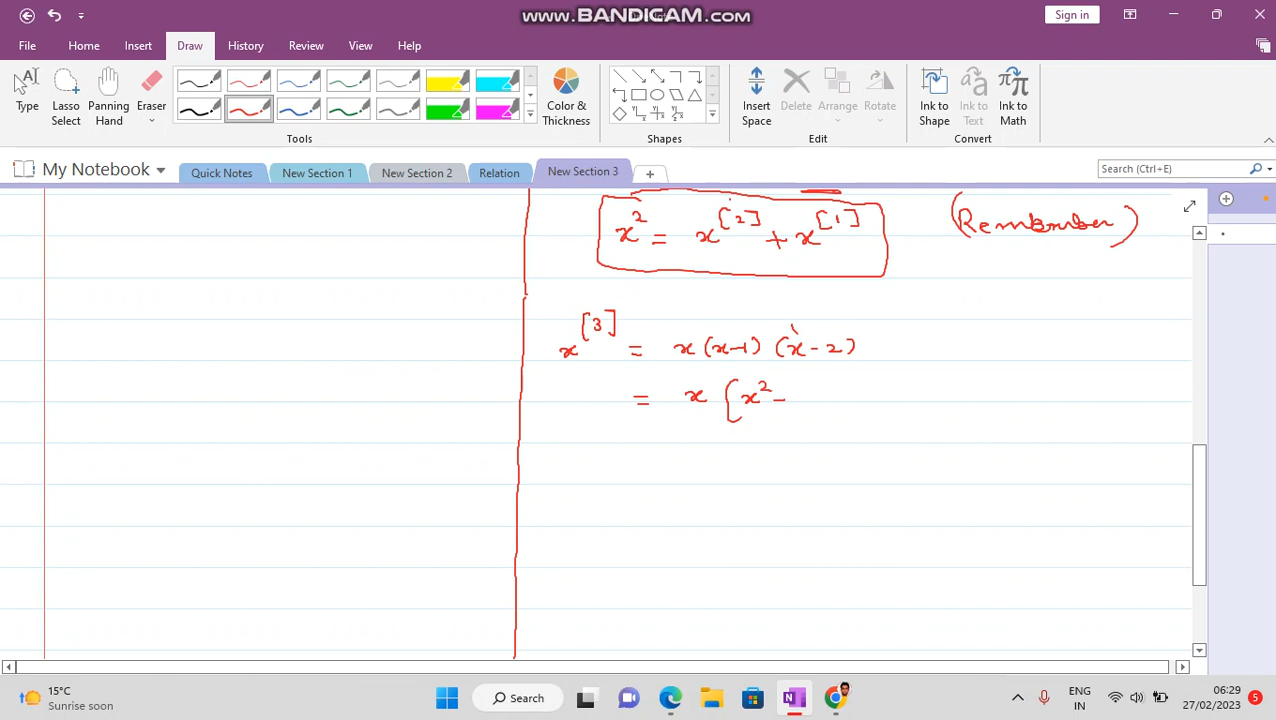 www.BANDICAM.com
Sign in
File Home Insert Draw History Review View Help
Type
Lasso Select
Panning Hand
Eraser
Color & Thickness
Insert Space
Delete
Arrange
Rotate
Ink to Shape
Ink to Text
Ink to Math
Tools
Shapes
Edit
Convert
My Notebook
Quick Notes
New Section 1
New Section 2
Relation
New Section 3
Search (Ctrl+E)
x^2 = x^[2] + x^[1] (Remember)
x^[3] = x (x-1) (x-2)
= x [x^2 -
15°C
Sunrise soon
Search
ENG
IN
06:29
27/02/2023
5